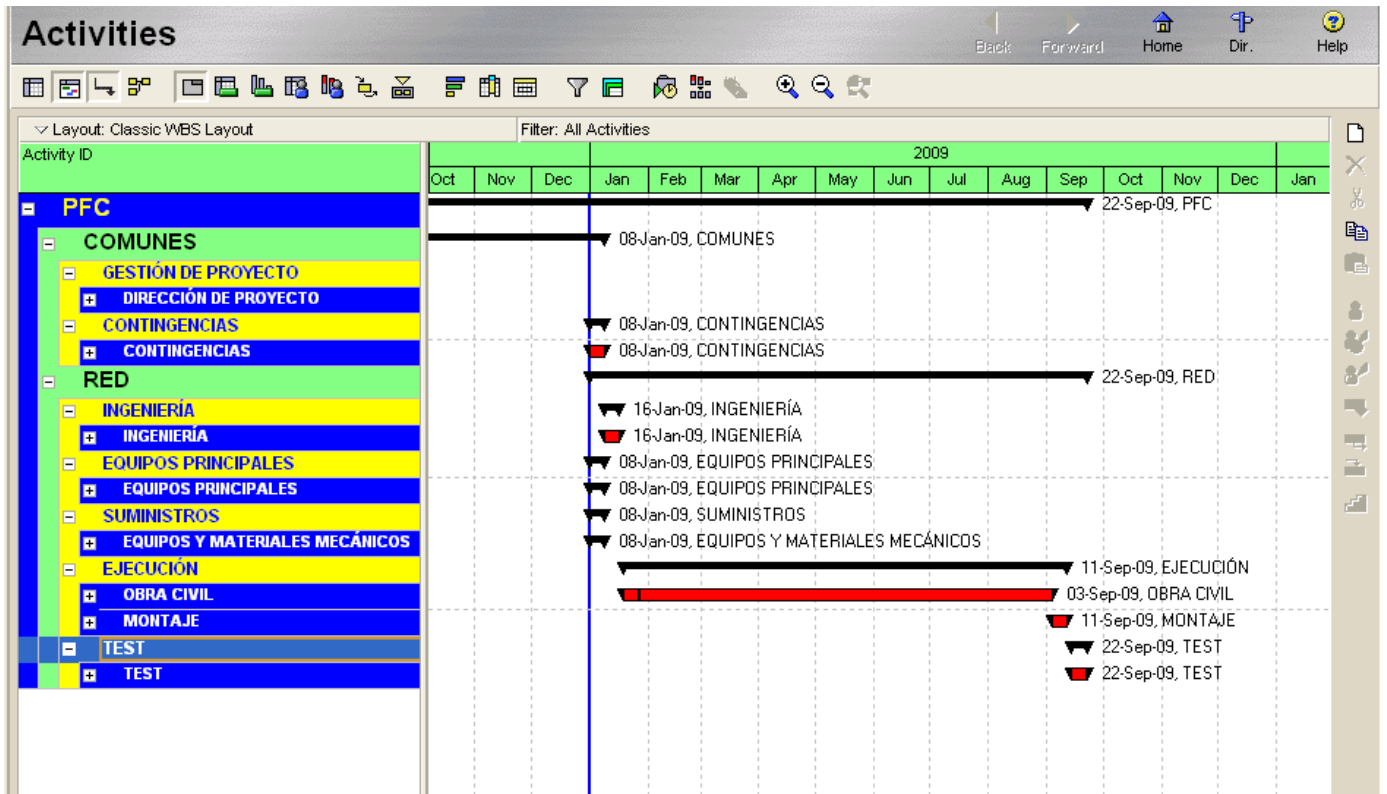 Activities
Back Forward Home Dir. Help
Layout: Classic WBS Layout Filter: All Activities
Activity ID
2009
Oct Nov Dec Jan Feb Mar Apr May Jun Jul Aug Sep Oct Nov Dec Jan
PFC 22-Sep-09, PFC
COMUNES 08-Jan-09, COMUNES
GESTIÓN DE PROYECTO
DIRECCIÓN DE PROYECTO
CONTINGENCIAS 08-Jan-09, CONTINGENCIAS
CONTINGENCIAS 08-Jan-09, CONTINGENCIAS
RED 22-Sep-09, RED
INGENIERÍA 16-Jan-09, INGENIERÍA
INGENIERÍA 16-Jan-09, INGENIERÍA
EQUIPOS PRINCIPALES 08-Jan-09, EQUIPOS PRINCIPALES
EQUIPOS PRINCIPALES 08-Jan-09, EQUIPOS PRINCIPALES
SUMINISTROS 08-Jan-09, SUMINISTROS
EQUIPOS Y MATERIALES MECÁNICOS 08-Jan-09, EQUIPOS Y MATERIALES MECÁNICOS
EJECUCIÓN 11-Sep-09, EJECUCIÓN
OBRA CIVIL 03-Sep-09, OBRA CIVIL
MONTAJE 11-Sep-09, MONTAJE
TEST 22-Sep-09, TEST
TEST 22-Sep-09, TEST